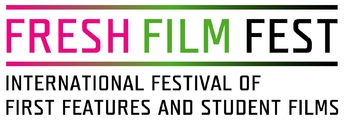 FRESH FILM FEST
INTERNATIONAL FESTIVAL OF
FIRST FEATURES AND STUDENT FILMS